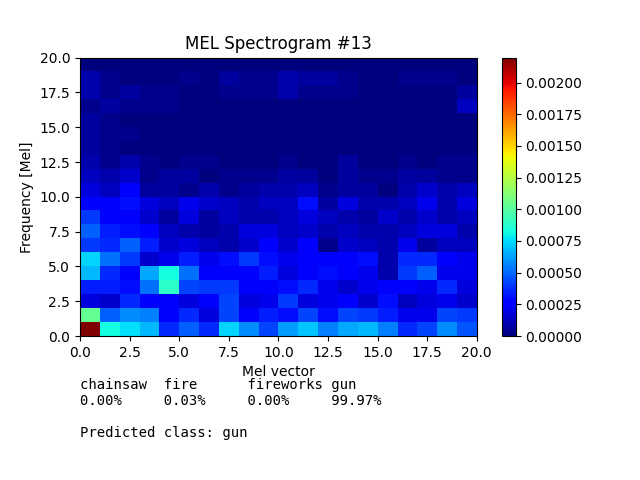 MEL Spectrogram #13
20.0
17.5
15.0
12.5
10.0
7.5
5.0
2.5
0.0
Frequency [Mel]
0.0 2.5 5.0 7.5 10.0 12.5 15.0 17.5 20.0
Mel vector
0.00200
0.00175
0.00150
0.00125
0.00100
0.00075
0.00050
0.00025
0.00000
chainsaw fire fireworks gun
0.00% 0.03% 0.00% 99.97%
Predicted class: gun